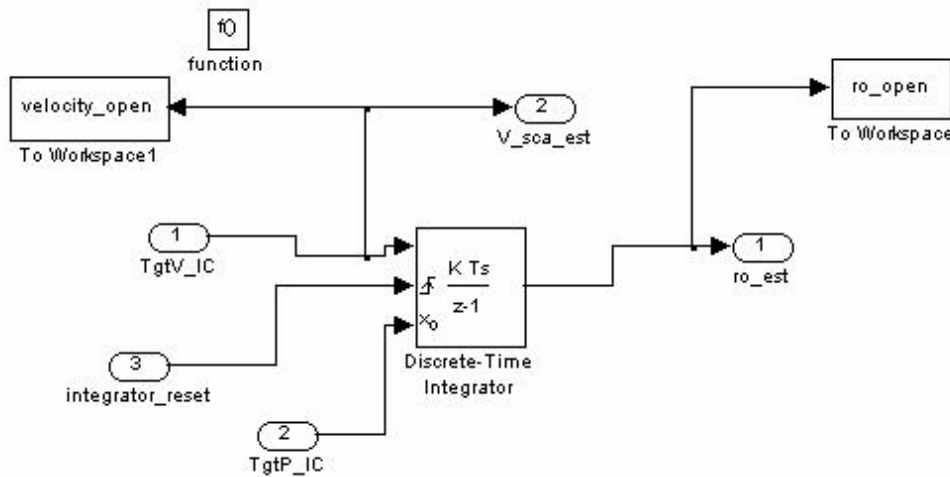 f()
function
velocity_open
To Workspace1
2
V_sca_est
ro_open
To Workspace
1
TgtV_IC
K Ts
z-1
x0
Discrete-Time
Integrator
1
ro_est
3
integrator_reset
2
TgtP_IC